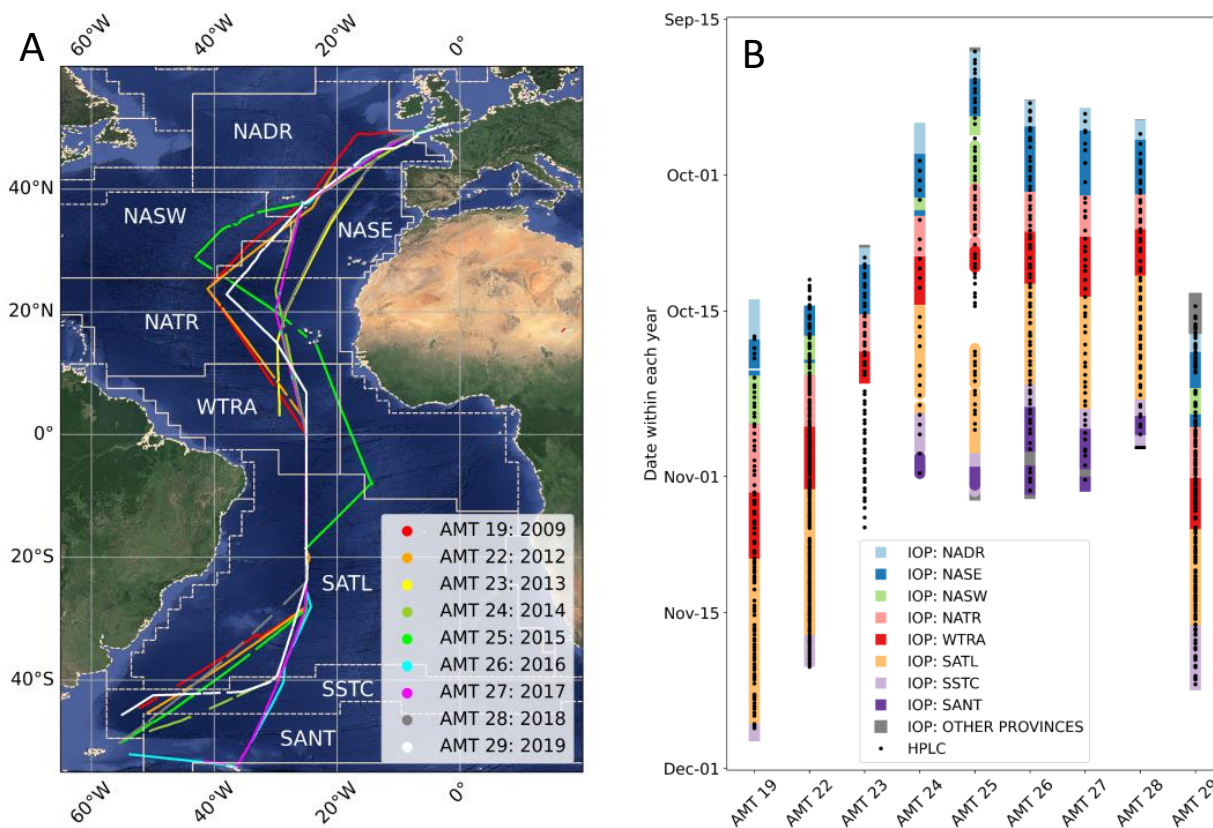 A
60°W
40°W
20°W
0°
NADR
40°N
NASW
NASE
20°N
NATR
WTRA
0°
20°S
SATL
40°S
SSTC
SANT
AMT 19: 2009
AMT 22: 2012
AMT 23: 2013
AMT 24: 2014
AMT 25: 2015
AMT 26: 2016
AMT 27: 2017
AMT 28: 2018
AMT 29: 2019
60°W
40°W
20°W
0°
B
Date within each year
Sep-15
Oct-01
Oct-15
Nov-01
Nov-15
Dec-01
IOP: NADR
IOP: NASE
IOP: NASW
IOP: NATR
IOP: WTRA
IOP: SATL
IOP: SSTC
IOP: SANT
IOP: OTHER PROVINCES
HPLC
AMT 19
AMT 22
AMT 23
AMT 24
AMT 25
AMT 26
AMT 27
AMT 28
AMT 29